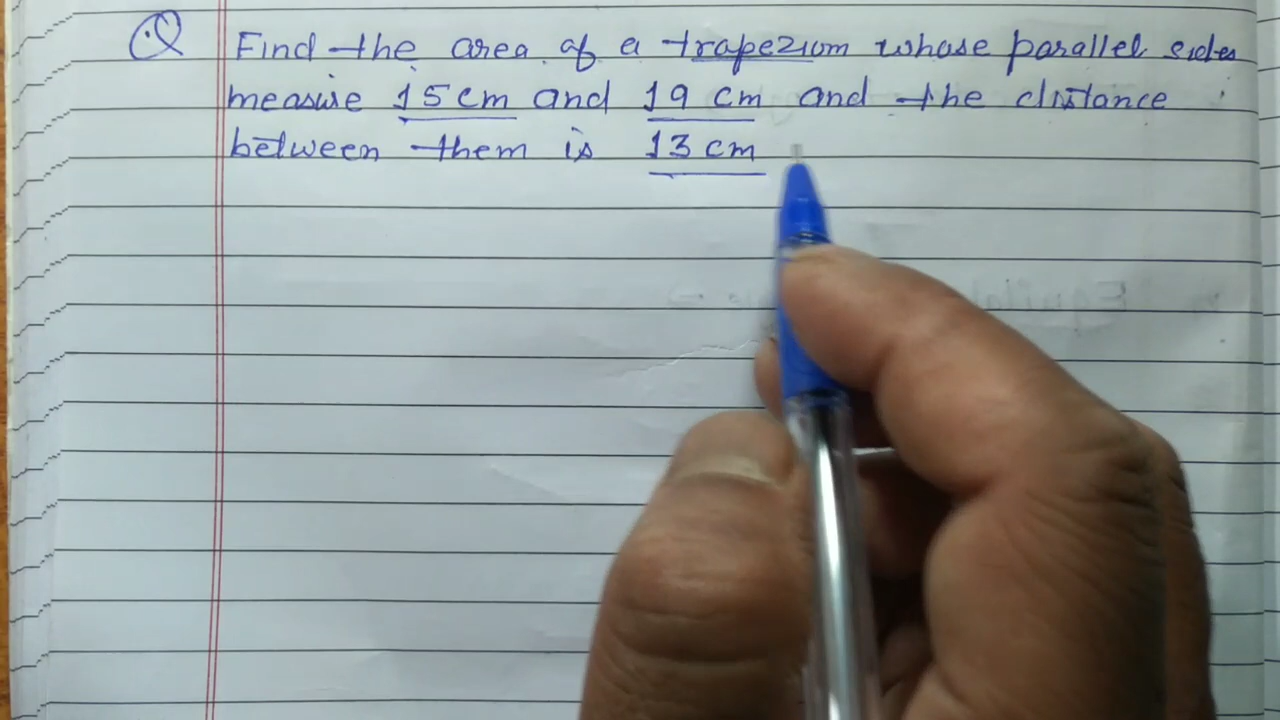 Q Find the area of a trapezium whose parallel sides
measure 15 cm and 19 cm and the distance
between them is 13 cm